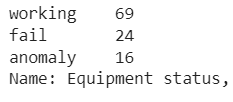 working    69
fail       24
anomaly    16
Name: Equipment status,